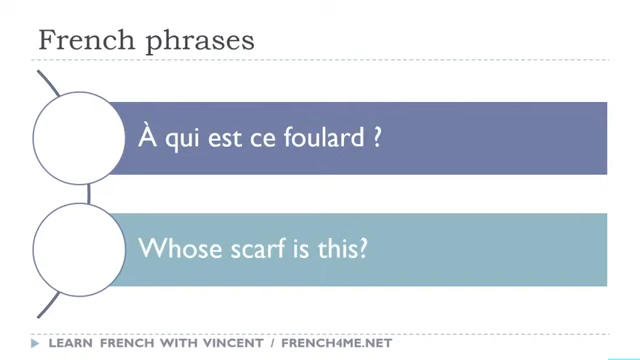 French phrases
À qui est ce foulard ?
Whose scarf is this?
LEARN FRENCH WITH VINCENT / FRENCH4ME.NET